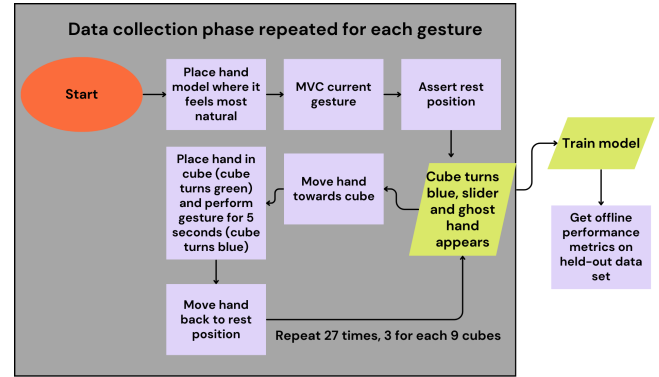 Data collection phase repeated for each gesture
Start
Place hand
model where it
feels most
natural
MVC current
gesture
Assert rest
position
Train model
Cube turns
blue, slider
and ghost
hand
appears
Move hand
towards cube
Place hand in
cube (cube
turns green)
and perform
gesture for 5
seconds (cube
turns blue)
Move hand
back to rest
position
Repeat 27 times, 3 for each 9 cubes
Get offline
performance
metrics on
held-out data
set